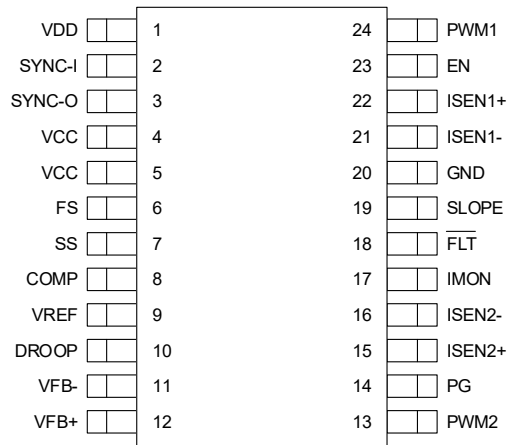 VDD 1 24 PWM1
SYNC-I 2 23 EN
SYNC-O 3 22 ISEN1+
VCC 4 21 ISEN1-
VCC 5 20 GND
FS 6 19 SLOPE
SS 7 18 FLT
COMP 8 17 IMON
VREF 9 16 ISEN2-
DROOP 10 15 ISEN2+
VFB- 11 14 PG
VFB+ 12 13 PWM2